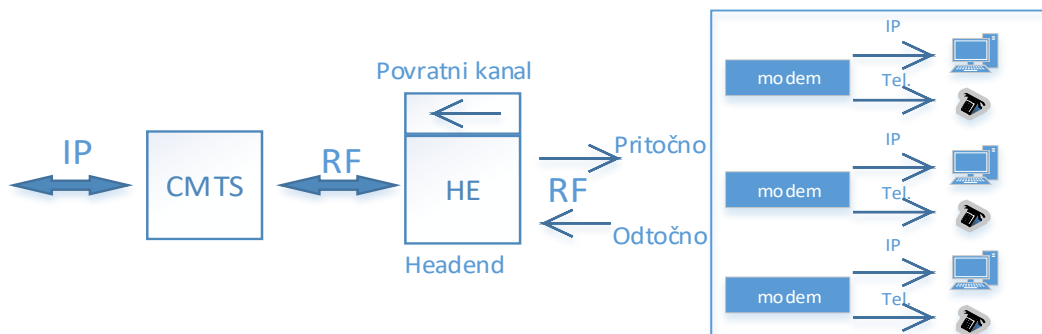 IP
CMTS
RF
Povratni kanal
HE
Headend
Pritočno
RF
Odtočno
IP
modem
Tel.
IP
modem
Tel.
IP
modem
Tel.